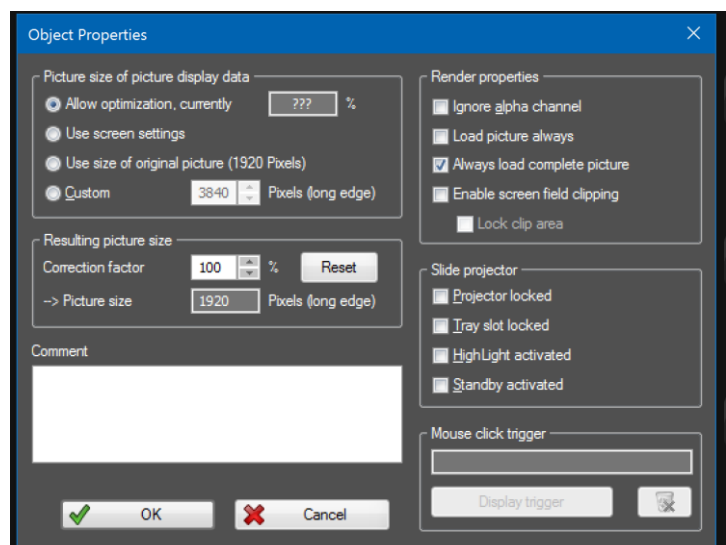 Object Properties
Picture size of picture display data
Allow optimization, currently ??? %
Use screen settings
Use size of original picture (1920 Pixels)
Custom 3840 Pixels (long edge)
Resulting picture size
Correction factor 100 % Reset
--> Picture size 1920 Pixels (long edge)
Comment
OK Cancel
Render properties
Ignore alpha channel
Load picture always
Always load complete picture
Enable screen field clipping
Lock clip area
Slide projector
Projector locked
Tray slot locked
HighLight activated
Standby activated
Mouse click trigger
Display trigger